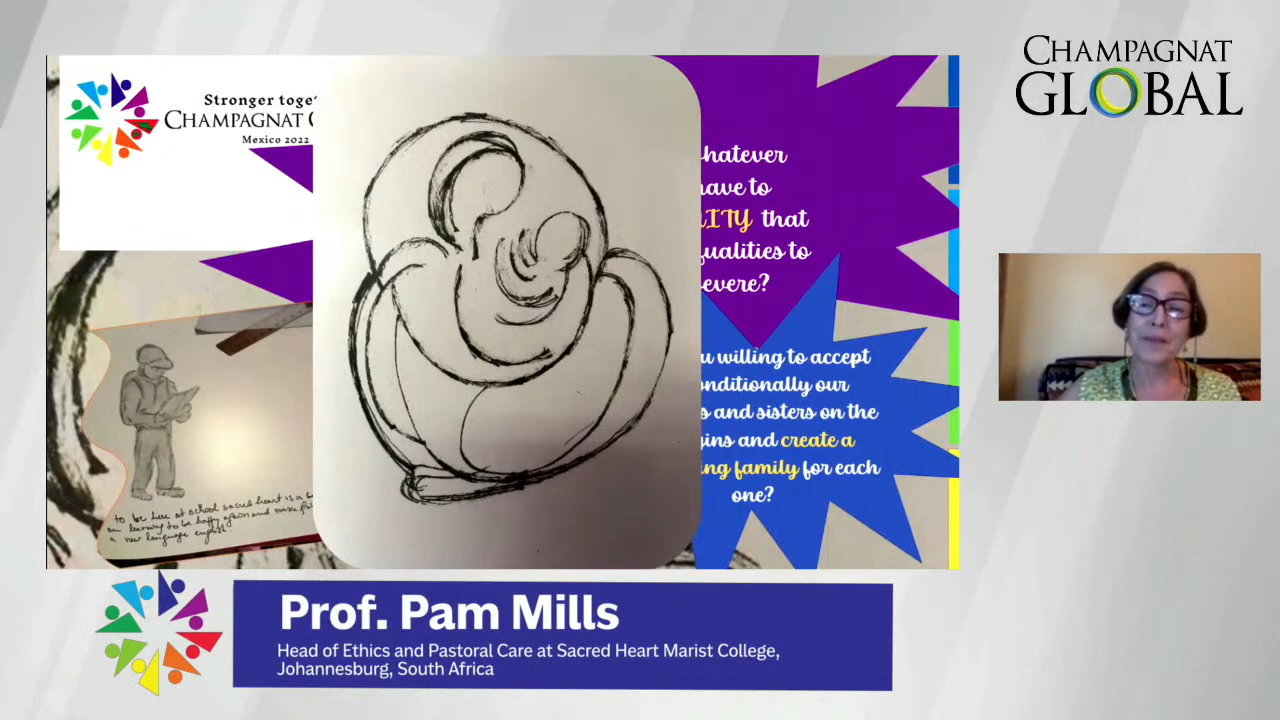 CHAMPAGNAT
GLOBAL
Stronger toge
CHAMPAGNAT
Mexico 2022
hatever
have to
that
ualities to
evere?
u willing to accept
onditionally our
s and sisters on the
gins and create a
ing family for each
one?
to be here at school sacred heart is a
learning to be happy again and make
a new language english
Prof. Pam Mills
Head of Ethics and Pastoral Care at Sacred Heart Marist College,
Johannesburg, South Africa